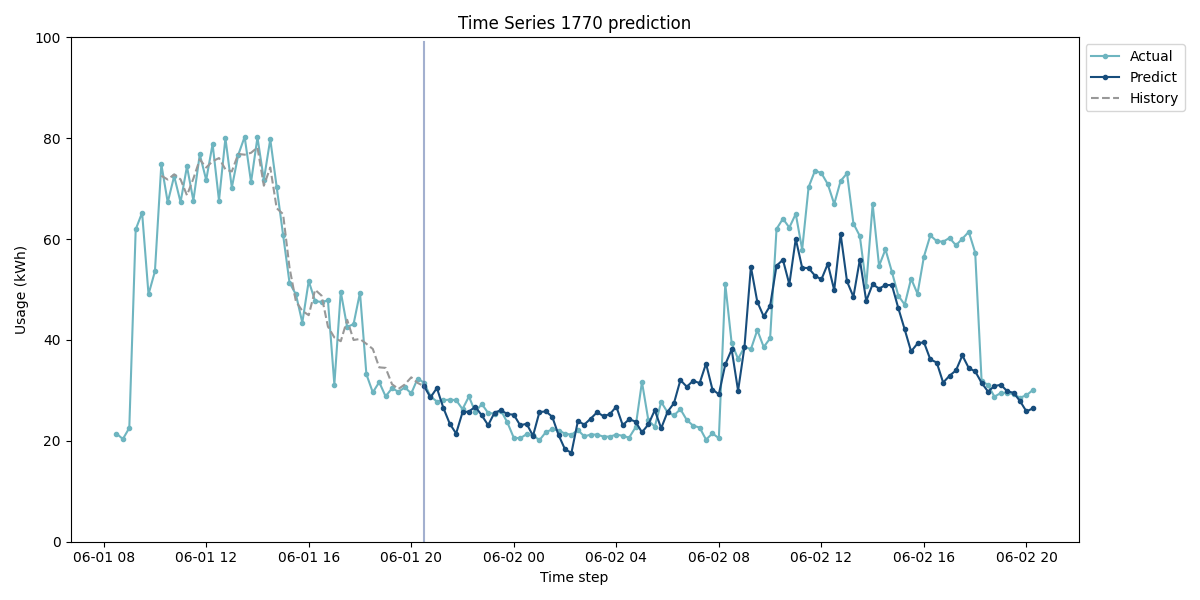 Time Series 1770 prediction
100
80
60
40
20
0
Usage (kWh)
06-01 08
06-01 12
06-01 16
06-01 20
06-02 00
06-02 04
06-02 08
06-02 12
06-02 16
06-02 20
Time step
Actual
Predict
History